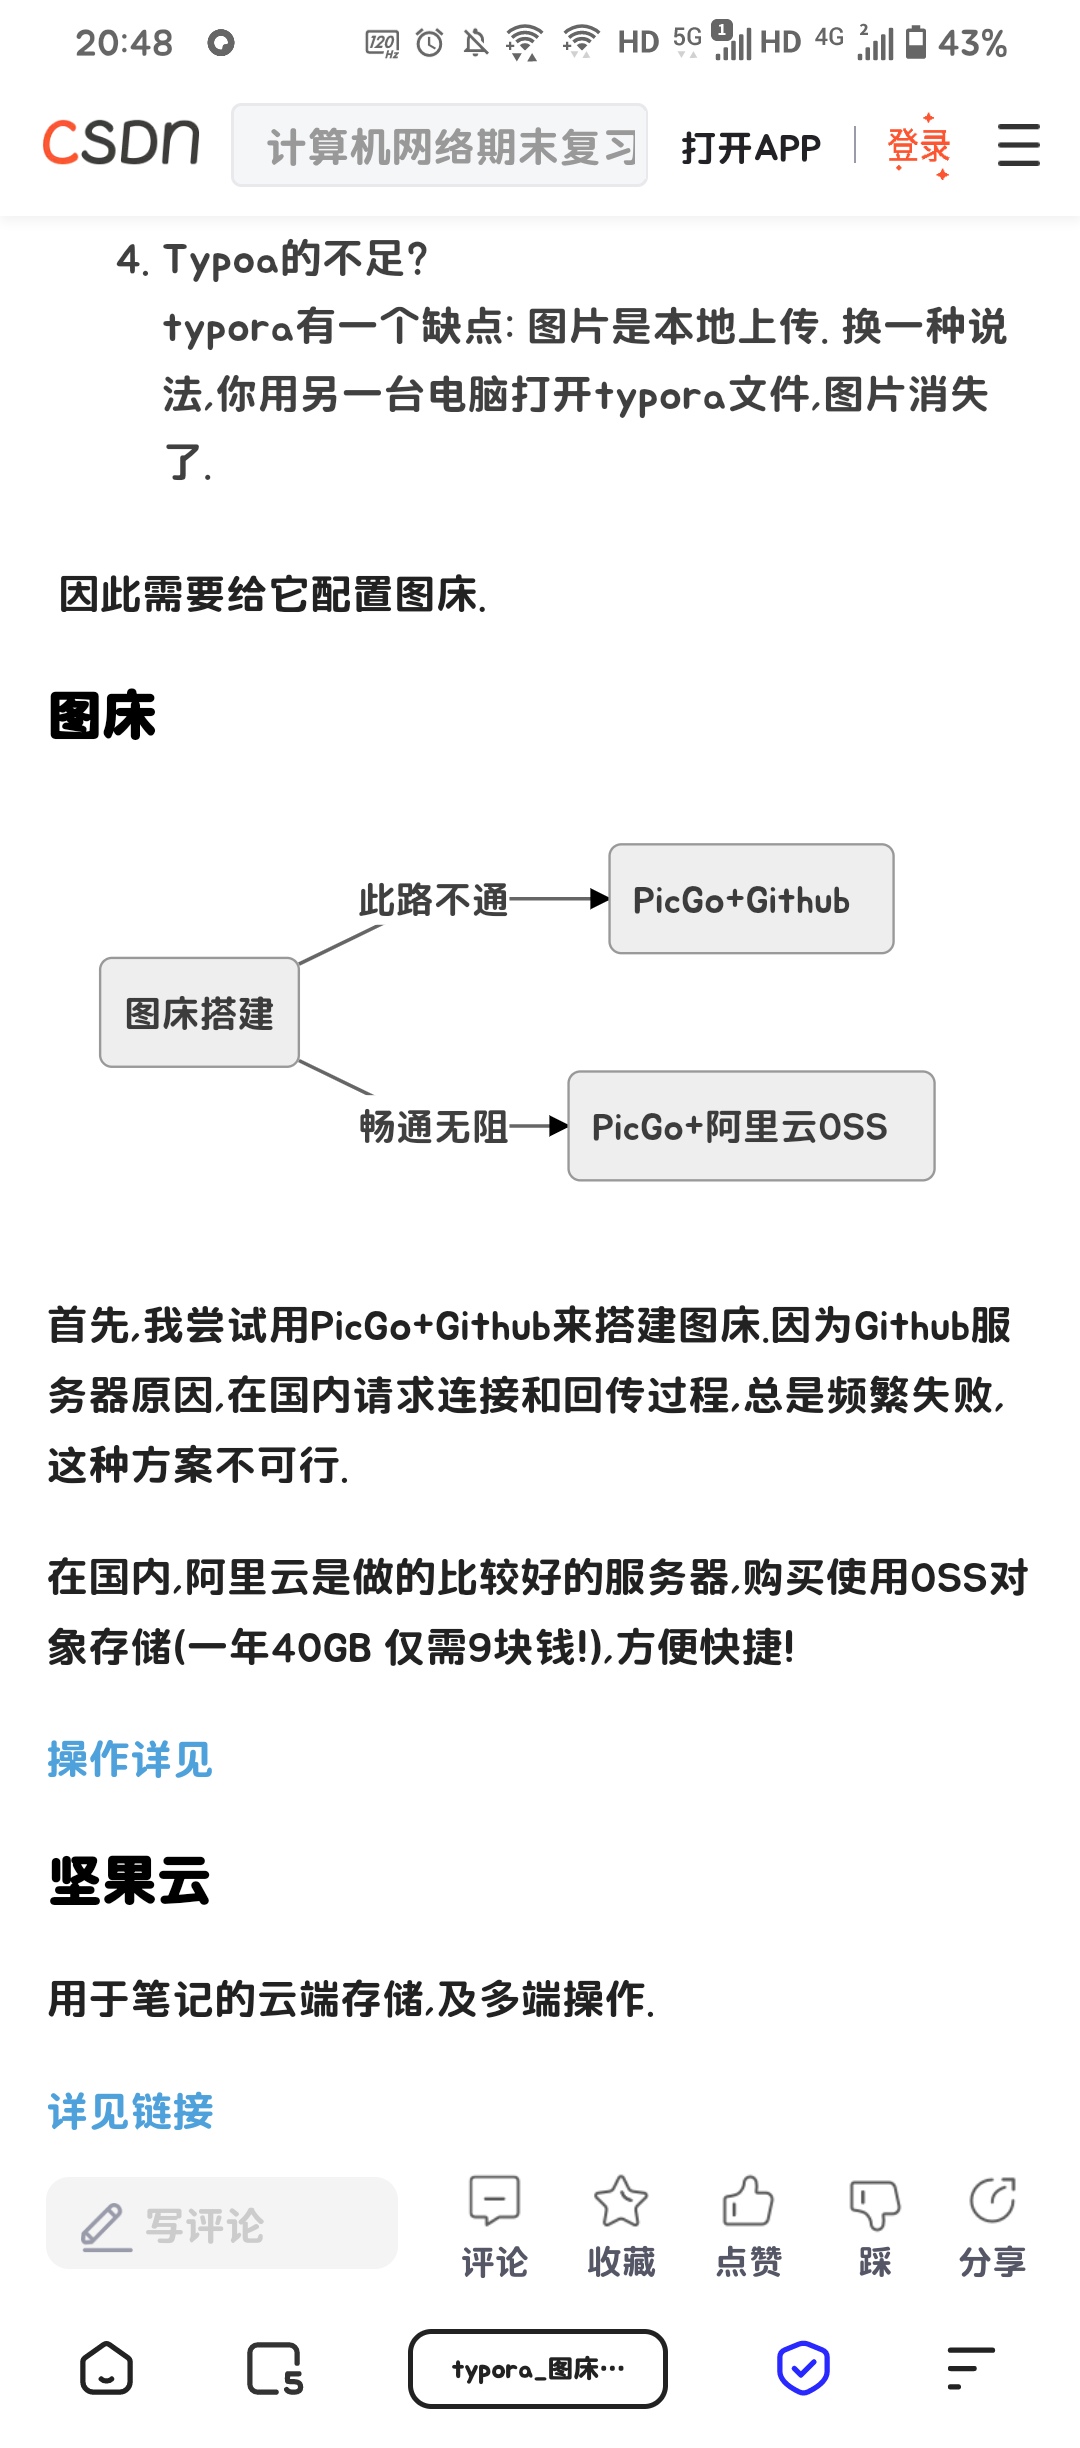 20:48
120Hz
HD 5G 1 HD 4G 2 43%
CSDN
计算机网络期末复习
打开APP
登录
4. Typoa的不足?
typora有一个缺点: 图片是本地上传. 换一种说
法,你用另一台电脑打开typora文件,图片消失
了.
因此需要给它配置图床.
图床
此路不通
PicGo+Github
图床搭建
畅通无阻
PicGo+阿里云OSS
首先,我尝试用PicGo+Github来搭建图床.因为Github服
务器原因,在国内请求连接和回传过程,总是频繁失败,
这种方案不可行.
在国内,阿里云是做的比较好的服务器,购买使用OSS对
象存储(一年40GB 仅需9块钱!),方便快捷!
操作详见
坚果云
用于笔记的云端存储,及多端操作.
详见链接
写评论
评论
收藏
点赞
踩
分享
5
typora_图床…